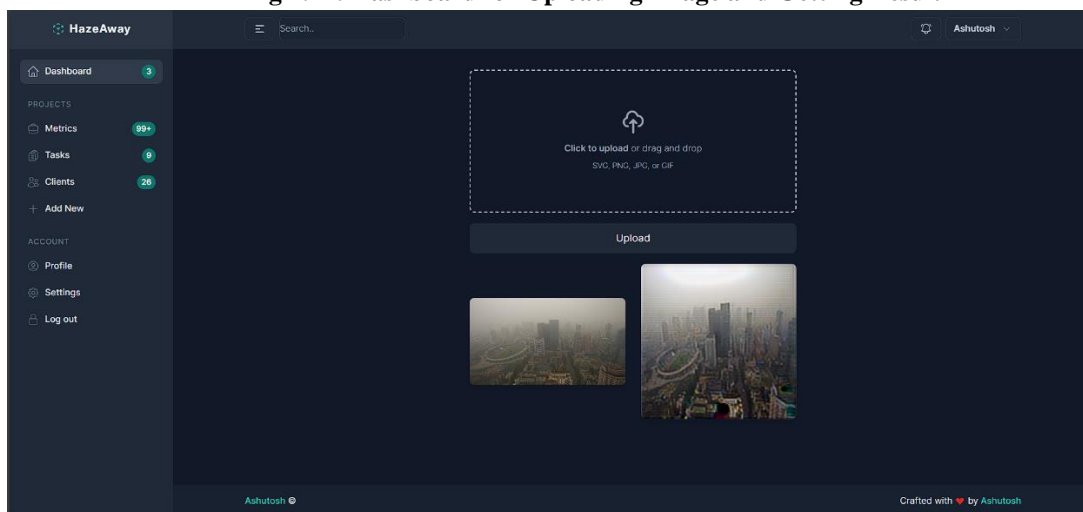 HazeAway
Search..
Ashutosh
Dashboard 3
PROJECTS
Metrics 99+
Tasks 9
Clients 26
Add New
ACCOUNT
Profile
Settings
Log out
Click to upload or drag and drop
SVG, PNG, JPG, or GIF
Upload
Ashutosh ©
Crafted with ❤ by Ashutosh